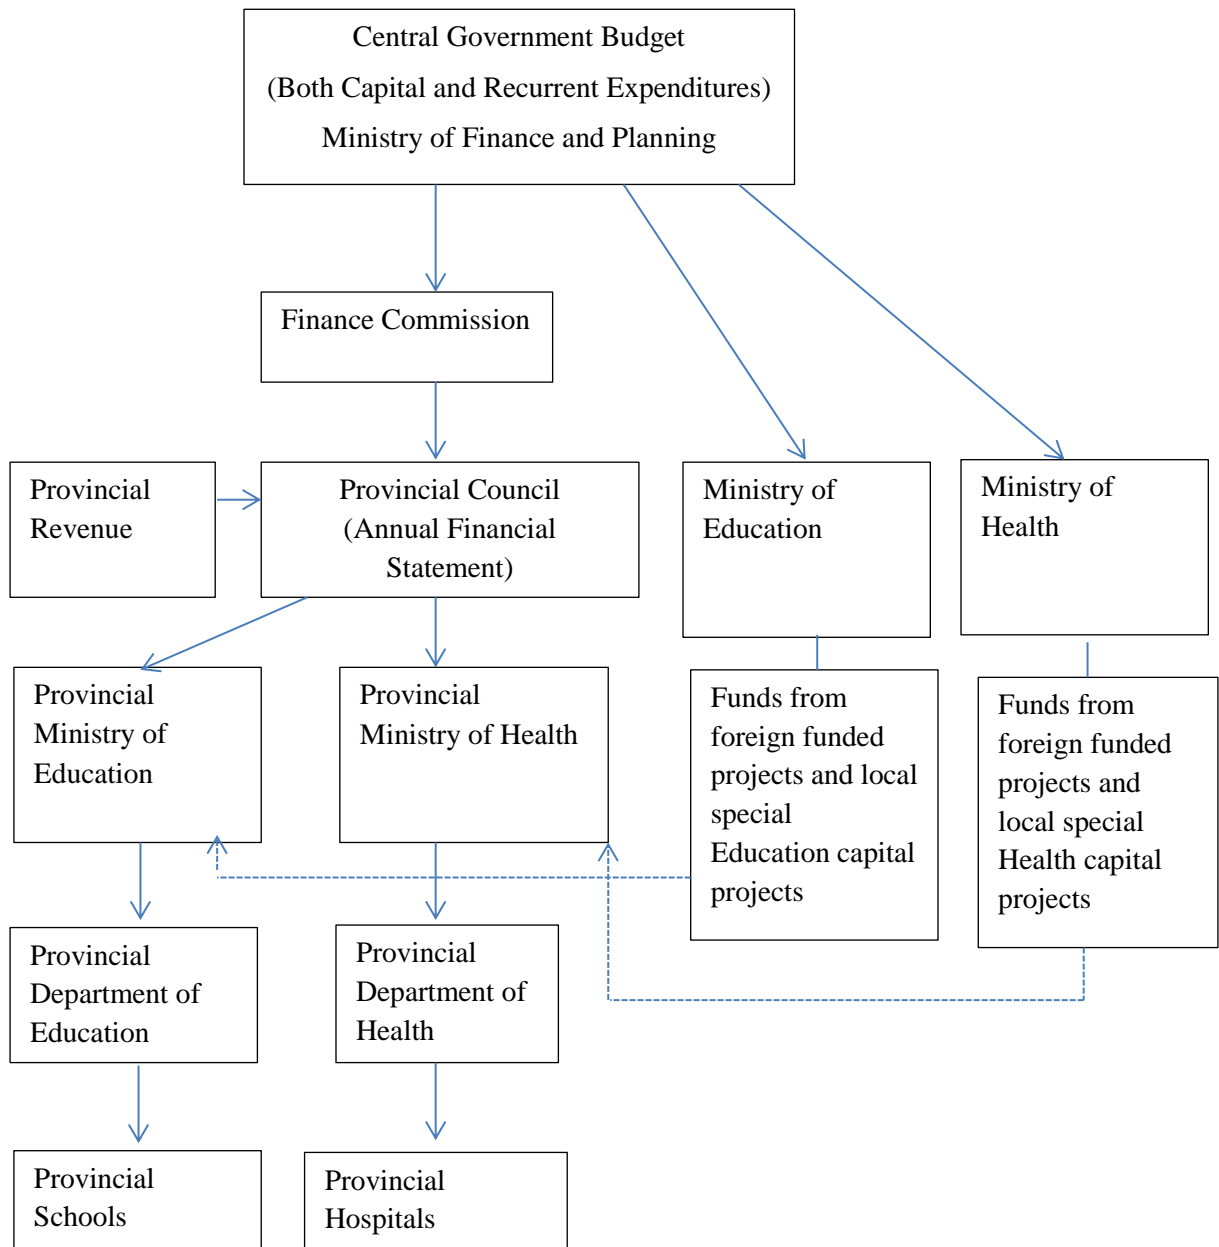 Central Government Budget
(Both Capital and Recurrent Expenditures)
Ministry of Finance and Planning
Finance Commission
Provincial
Revenue
Provincial Council
(Annual Financial
Statement)
Ministry of
Education
Ministry of
Health
Provincial
Ministry of
Education
Provincial
Ministry of Health
Funds from
foreign funded
projects and local
special
Education capital
projects
Funds from
foreign funded
projects and
local special
Health capital
projects
Provincial
Department of
Education
Provincial
Department of
Health
Provincial
Schools
Provincial
Hospitals